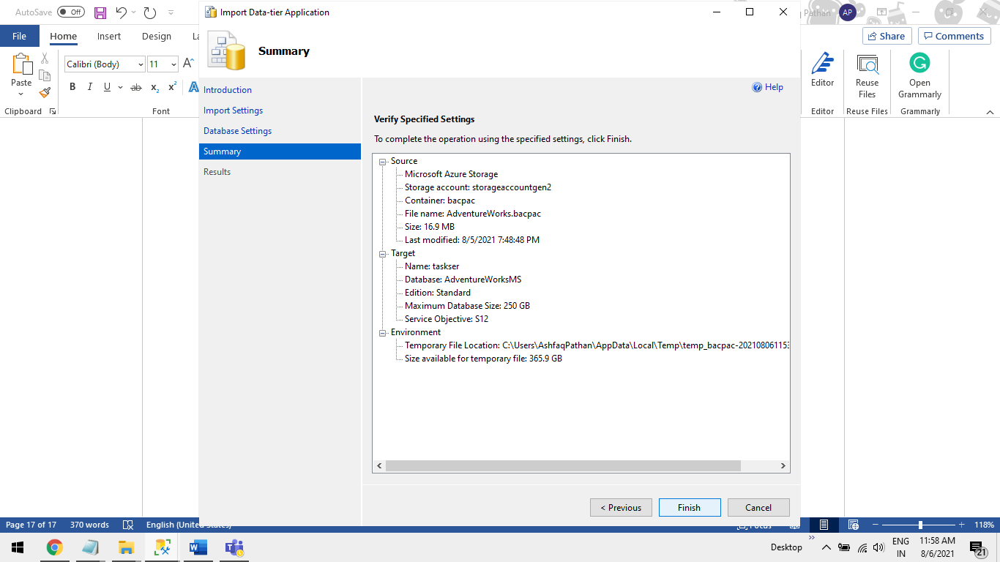 AutoSave Off
Import Data-tier Application
Pathan AP
File Home Insert Design La
Share Comments
Summary
Paste
Calibri (Body) 11 A
B I U ab x2 x2 A
Clipboard
Font
Editor
Reuse Files
Open Grammarly
Editor Reuse Files Grammarly
Introduction
Import Settings
Database Settings
Summary
Results
Help
Verify Specified Settings
To complete the operation using the specified settings, click Finish.
Source
Microsoft Azure Storage
Storage account: storageaccountgen2
Container: bacpac
File name: AdventureWorks.bacpac
Size: 16.9 MB
Last modified: 8/5/2021 7:48:48 PM
Target
Name: taskser
Database: AdventureWorksMS
Edition: Standard
Maximum Database Size: 250 GB
Service Objective: S12
Environment
Temporary File Location: C:\Users\AshfaqPathan\AppData\Local\Temp\temp_bacpac-202108061153
Size available for temporary file: 365.9 GB
< Previous Finish Cancel
Page 17 of 17 370 words English (United States) Focus 118%
Desktop
ENG
IN
11:58 AM
8/6/2021
21